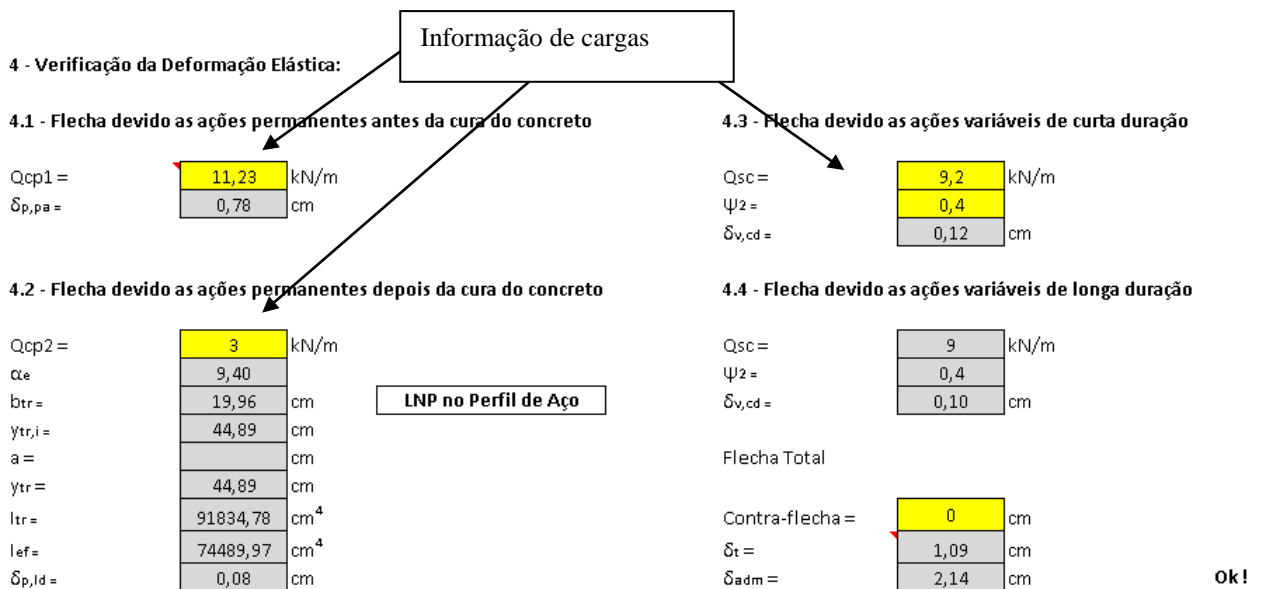 Informação de cargas
4 - Verificação da Deformação Elástica:
4.1 - Flecha devido as ações permanentes antes da cura do concreto
Qcp1 = 11,23 kN/m
δp,pa = 0,78 cm
4.2 - Flecha devido as ações permanentes depois da cura do concreto
Qcp2 = 3 kN/m
αe 9,40
btr = 19,96 cm
LNP no Perfil de Aço
ytr,i = 44,89 cm
a = cm
ytr = 44,89 cm
Itr = 91834,78 cm⁴
Ief = 74489,97 cm⁴
δp,ld = 0,08 cm
4.3 - Flecha devido as ações variáveis de curta duração
Qsc = 9,2 kN/m
Ψ2 = 0,4
δv,cd = 0,12 cm
4.4 - Flecha devido as ações variáveis de longa duração
Qsc = 9 kN/m
Ψ2 = 0,4
δv,cd = 0,10 cm
Flecha Total
Contra-flecha = 0 cm
δt = 1,09 cm
δadm = 2,14 cm Ok!